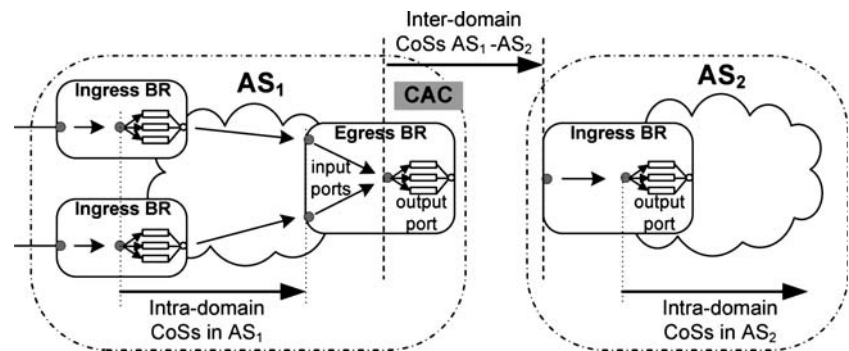 Inter-domain
CoSs AS1 -AS2
AS1
CAC
AS2
Ingress BR
Egress BR
Ingress BR
input
ports
output
port
output
port
Ingress BR
Intra-domain
CoSs in AS1
Intra-domain
CoSs in AS2